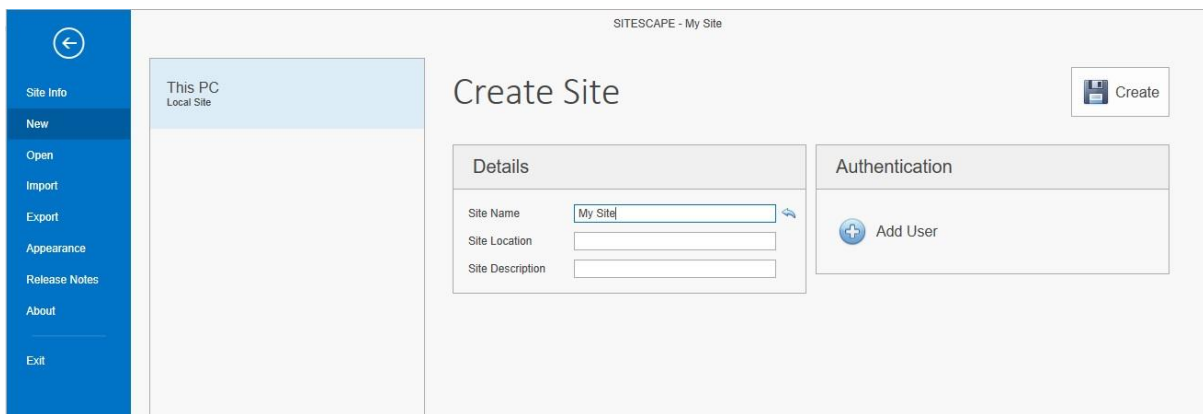 SITESCAPE - My Site
Site Info
New
Open
Import
Export
Appearance
Release Notes
About
Exit
This PC
Local Site
Create Site
Create
Details
Site Name
My Site
Site Location
Site Description
Authentication
Add User